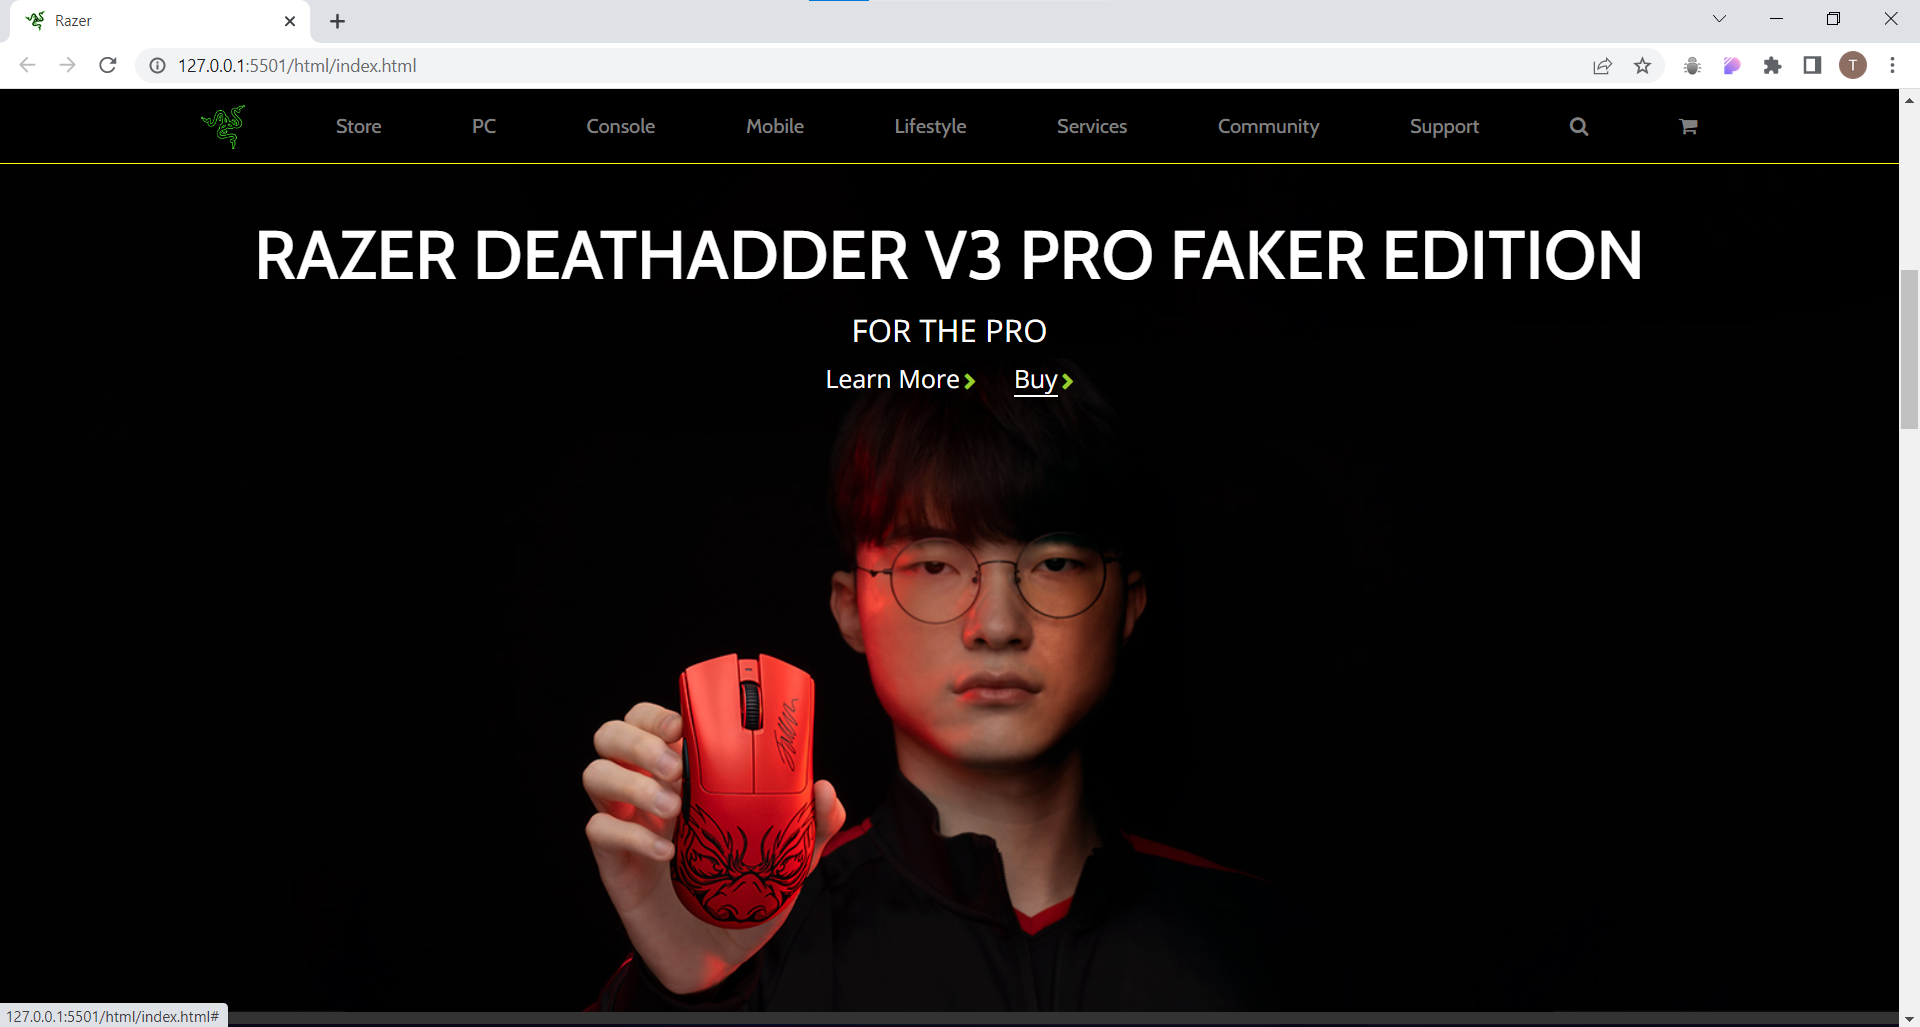 Razer
127.0.0.1:5501/html/index.html
T
Store PC Console Mobile Lifestyle Services Community Support
RAZER DEATHADDER V3 PRO FAKER EDITION
FOR THE PRO
Learn More Buy
127.0.0.1:5501/html/index.html#